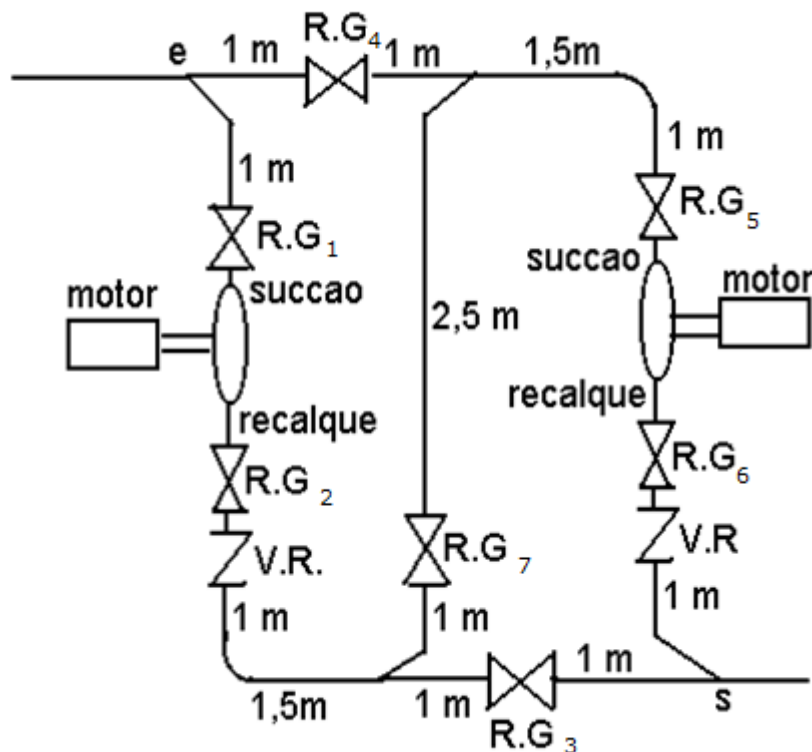 e
1 m
R.G4
1 m
1,5m
1 m
R.G 1
1 m
R.G5
succao
succao
motor
motor
2,5 m
recalque
recalque
R.G 2
R.G6
V.R.
R.G 7
V.R
1 m
1 m
1 m
1,5m
1 m
1 m
s
R.G 3